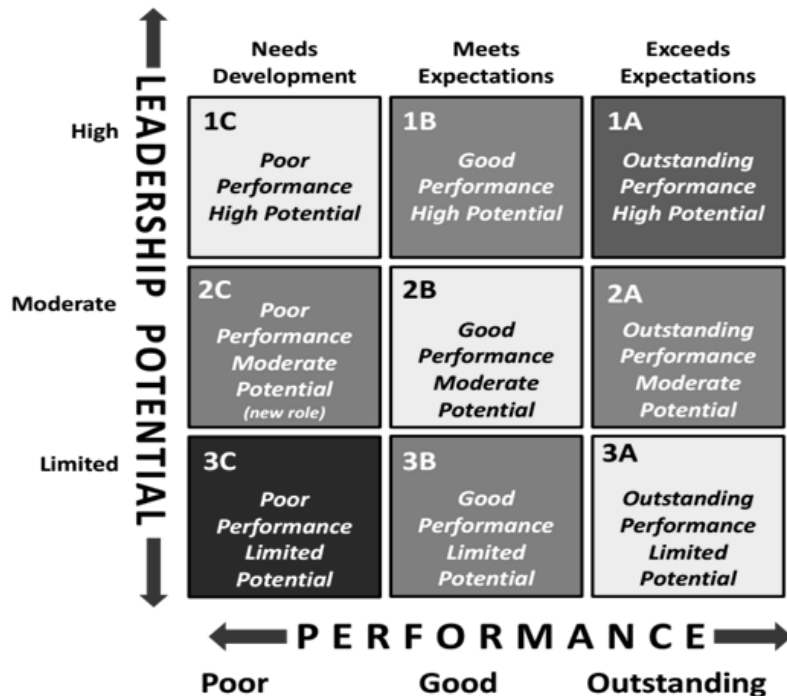 Needs
Development
Meets
Expectations
Exceeds
Expectations
LEADERSHIP POTENTIAL
High
1C
Poor
Performance
High Potential
1B
Good
Performance
High Potential
1A
Outstanding
Performance
High Potential
Moderate
2C
Poor
Performance
Moderate
Potential
(new role)
2B
Good
Performance
Moderate
Potential
2A
Outstanding
Performance
Moderate
Potential
Limited
3C
Poor
Performance
Limited
Potential
3B
Good
Performance
Limited
Potential
3A
Outstanding
Performance
Limited
Potential
PERFORMANCE
Poor
Good
Outstanding